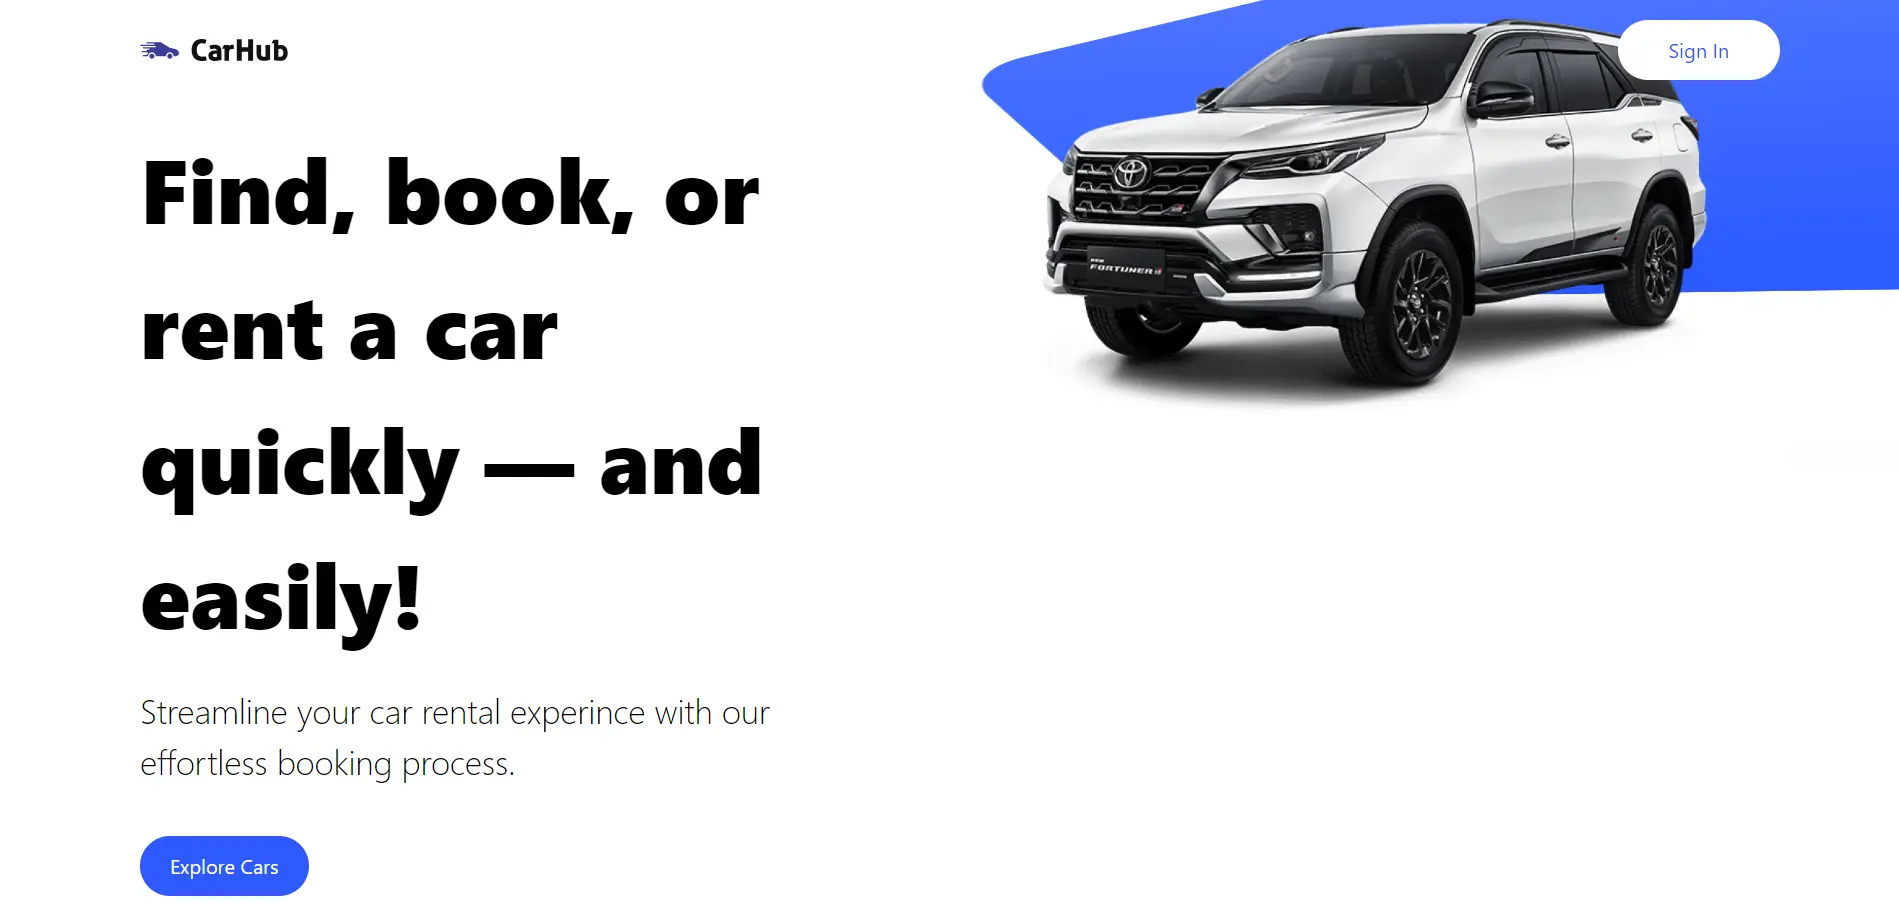 CarHub
Sign In
Find, book, or
rent a car
quickly — and
easily!
NEW
FORTUNER
Streamline your car rental experince with our
effortless booking process.
Explore Cars